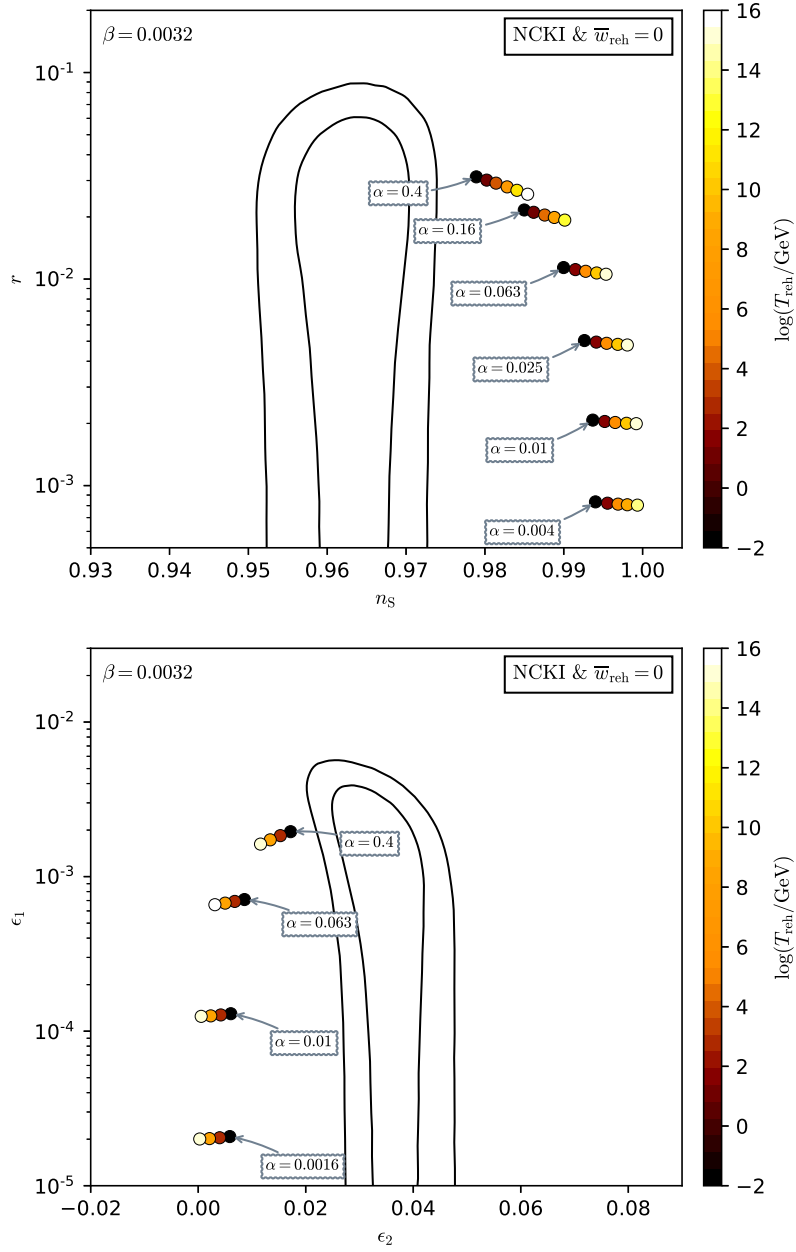 β = 0.0032
NCKI & w̅_reh = 0
10⁻¹
10⁻²
10⁻³
r
α = 0.4
α = 0.16
α = 0.063
α = 0.025
α = 0.01
α = 0.004
0.93 0.94 0.95 0.96 0.97 0.98 0.99 1.00
n_S
16
14
12
10
8
6
4
2
0
−2
log(T_reh/GeV)
β = 0.0032
NCKI & w̅_reh = 0
10⁻²
10⁻³
10⁻⁴
10⁻⁵
ϵ₁
α = 0.4
α = 0.063
α = 0.01
α = 0.0016
−0.02 0.00 0.02 0.04 0.06 0.08
ϵ₂
16
14
12
10
8
6
4
2
0
−2
log(T_reh/GeV)